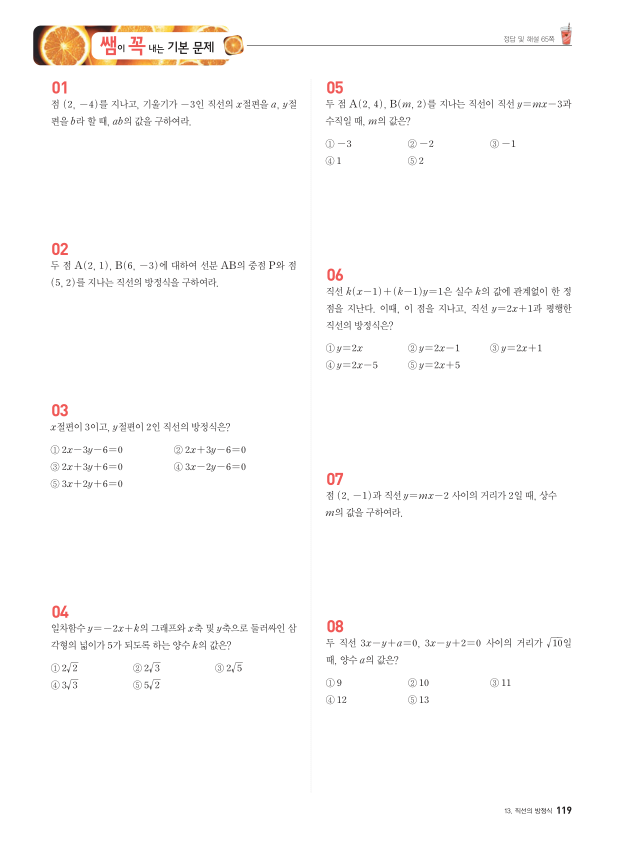 쌤이 꼭 내는 기본 문제
정답 및 해설 65쪽
01
점 (2, −4)를 지나고, 기울기가 −3인 직선의 x절편을 a, y절
편을 b라 할 때, ab의 값을 구하여라.
02
두 점 A(2, 1), B(6, −3)에 대하여 선분 AB의 중점 P와 점
(5, 2)를 지나는 직선의 방정식을 구하여라.
03
x절편이 3이고, y절편이 2인 직선의 방정식은?
① 2x−3y−6=0 ② 2x+3y−6=0
③ 2x+3y+6=0 ④ 3x−2y−6=0
⑤ 3x+2y+6=0
04
일차함수 y=−2x+k의 그래프와 x축 및 y축으로 둘러싸인 삼
각형의 넓이가 5가 되도록 하는 양수 k의 값은?
① 2√2 ② 2√3 ③ 2√5
④ 3√3 ⑤ 5√2
05
두 점 A(2, 4), B(m, 2)를 지나는 직선이 직선 y=mx−3과
수직일 때, m의 값은?
① −3 ② −2 ③ −1
④ 1 ⑤ 2
06
직선 k(x−1)+(k−1)y=1은 실수 k의 값에 관계없이 한 정
점을 지난다. 이때, 이 점을 지나고, 직선 y=2x+1과 평행한
직선의 방정식은?
① y=2x ② y=2x−1 ③ y=2x+1
④ y=2x−5 ⑤ y=2x+5
07
점 (2, −1)과 직선 y=mx−2 사이의 거리가 2일 때, 상수
m의 값을 구하여라.
08
두 직선 3x−y+a=0, 3x−y+2=0 사이의 거리가 √10일
때, 양수 a의 값은?
① 9 ② 10 ③ 11
④ 12 ⑤ 13
13. 직선의 방정식 119